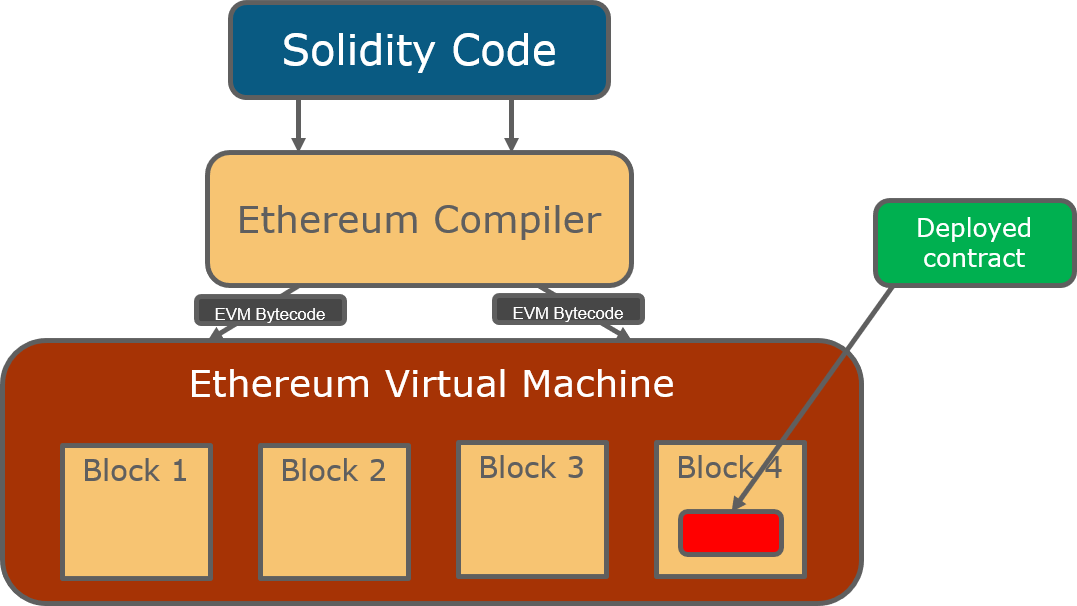 Solidity Code
Ethereum Compiler
Deployed
contract
EVM Bytecode
EVM Bytecode
Ethereum Virtual Machine
Block 1
Block 2
Block 3
Block 4